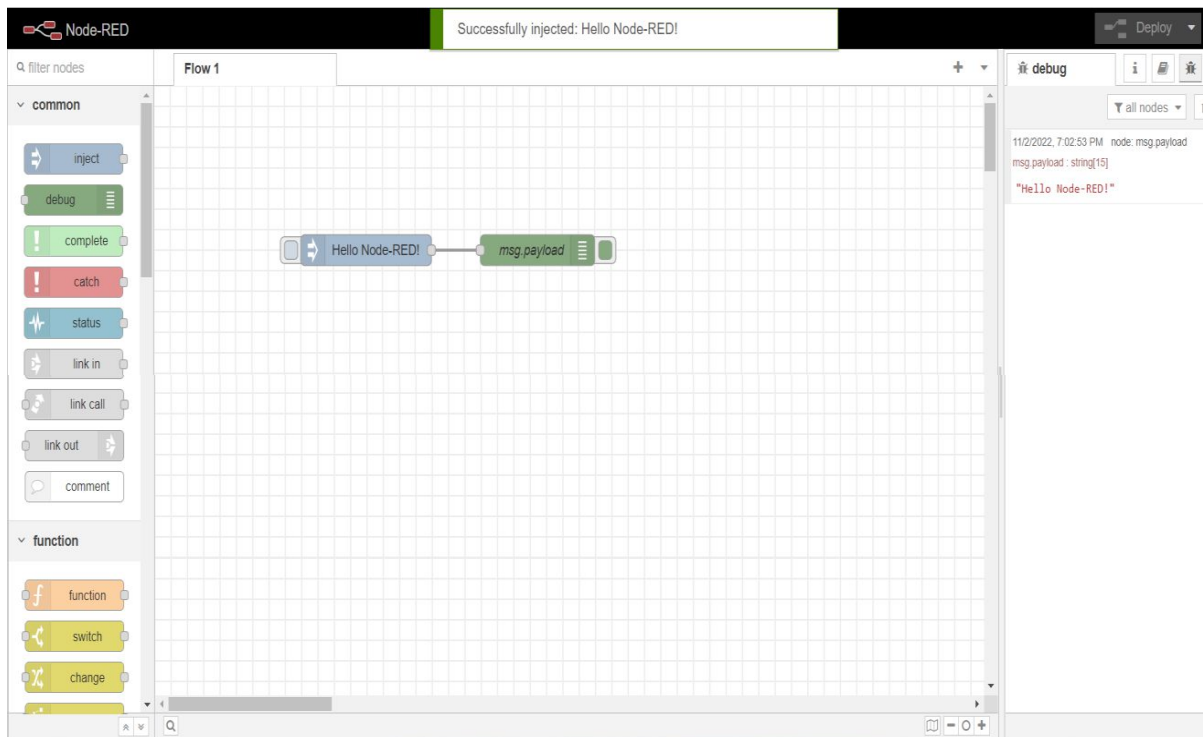 Node-RED
Successfully injected: Hello Node-RED!
Deploy
filter nodes
Flow 1
debug
i
common
all nodes
inject
debug
complete
catch
status
link in
link call
link out
comment
11/2/2022, 7:02:53 PM node: msg.payload
msg.payload : string[15]
"Hello Node-RED!"
Hello Node-RED!
msg.payload
function
function
switch
change